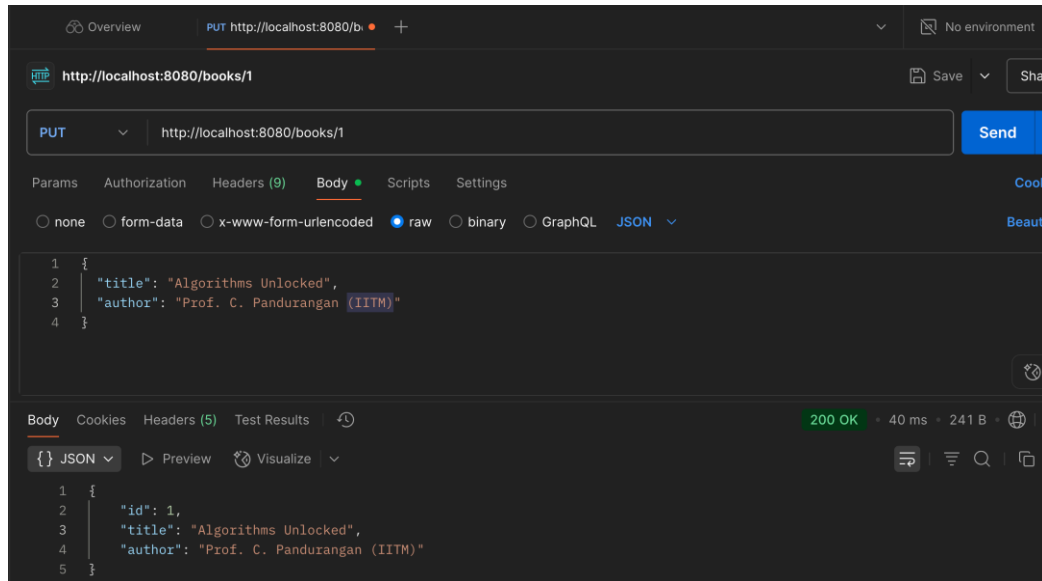 Overview PUT http://localhost:8080/b No environment
HTTP http://localhost:8080/books/1 Save Sha
PUT http://localhost:8080/books/1 Send
Params Authorization Headers (9) Body Scripts Settings Cool
none form-data x-www-form-urlencoded raw binary GraphQL JSON Beaut
1 {
2 "title": "Algorithms Unlocked",
3 "author": "Prof. C. Pandurangan (IITM)"
4 }
Body Cookies Headers (5) Test Results 200 OK • 40 ms • 241 B •
{} JSON Preview Visualize
1 {
2 "id": 1,
3 "title": "Algorithms Unlocked",
4 "author": "Prof. C. Pandurangan (IITM)"
5 }